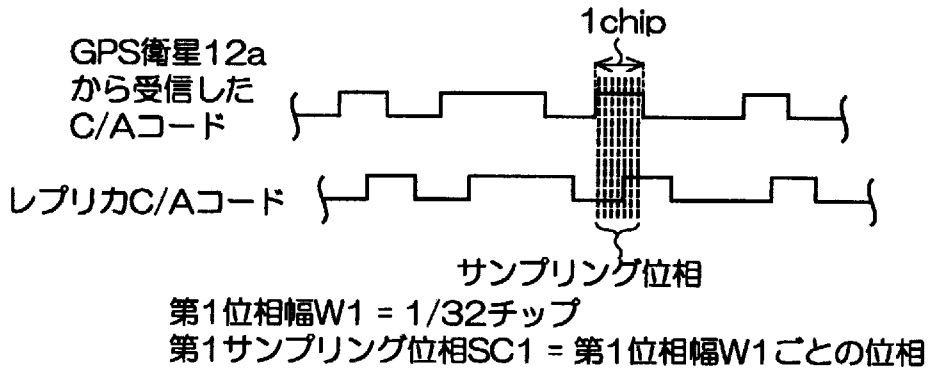 1chip
GPS衛星12a
から受信した
C/Aコード
レプリカC/Aコード
サンプリング位相
第1位相幅W1 = 1/32チップ
第1サンプリング位相SC1 = 第1位相幅W1ごとの位相